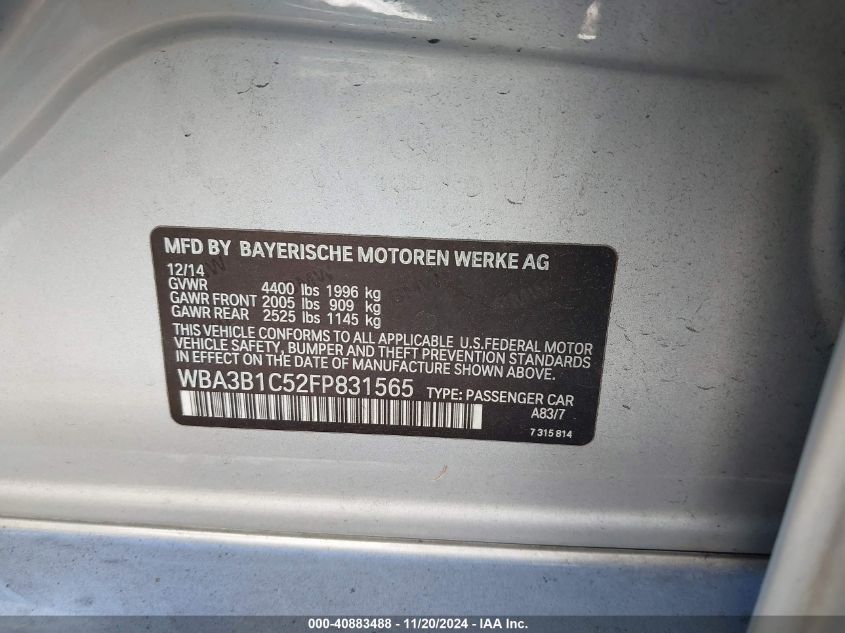 MFD BY BAYERISCHE MOTOREN WERKE AG
12/14
GVWR 4400 lbs 1996 kg
GAWR FRONT 2005 lbs 909 kg
GAWR REAR 2525 lbs 1145 kg
THIS VEHICLE CONFORMS TO ALL APPLICABLE U.S.FEDERAL MOTOR
VEHICLE SAFETY, BUMPER AND THEFT PREVENTION STANDARDS
IN EFFECT ON THE DATE OF MANUFACTURE SHOWN ABOVE.
WBA3B1C52FP831565 TYPE: PASSENGER CAR
A83/7
7 315 814
000-40883488 - 11/20/2024 - IAA, Inc.